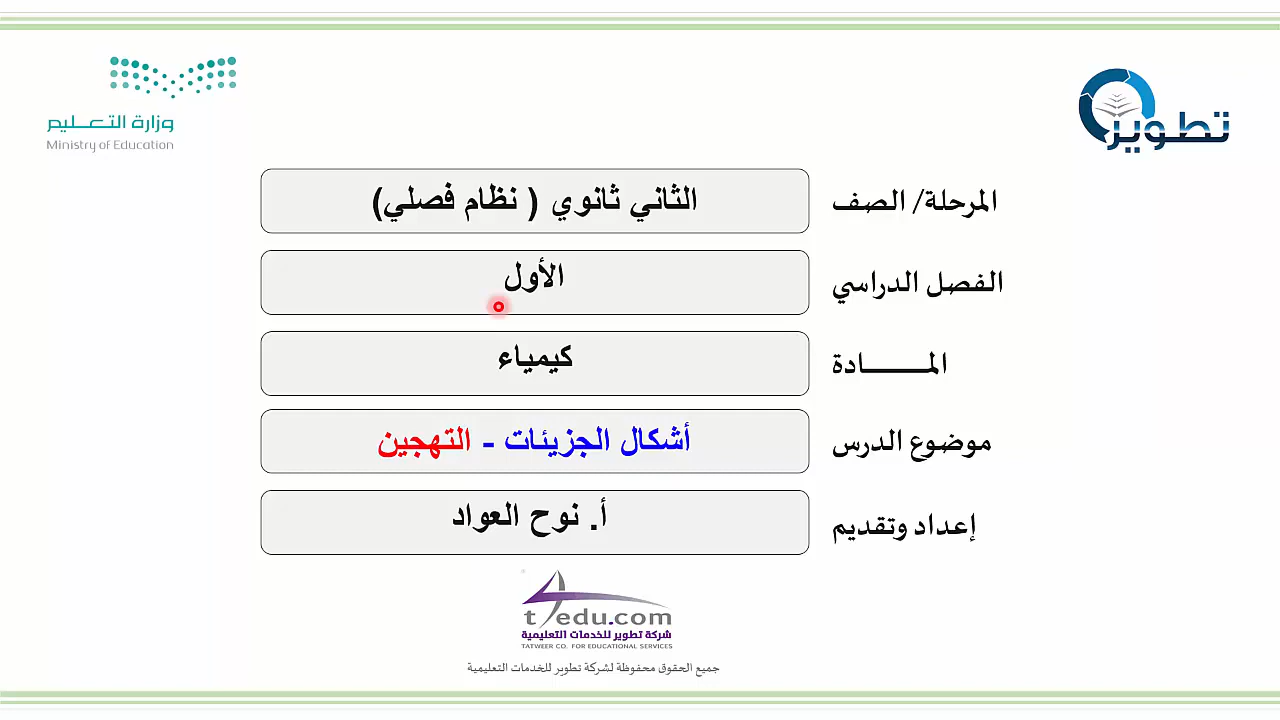 تطوير
وزارة التعليم
Ministry of Education
المرحلة/ الصف
الثاني ثانوي ( نظام فصلي)
الفصل الدراسي
الأول
المـــــــادة
كيمياء
موضوع الدرس
أشكال الجزيئات - التهجين
إعداد وتقديم
أ. نوح العواد
t4edu.com
شركة تطوير للخدمات التعليمية
TATWEER CO. FOR EDUCATIONAL SERVICES
جميع الحقوق محفوظة لشركة تطوير للخدمات التعليمية